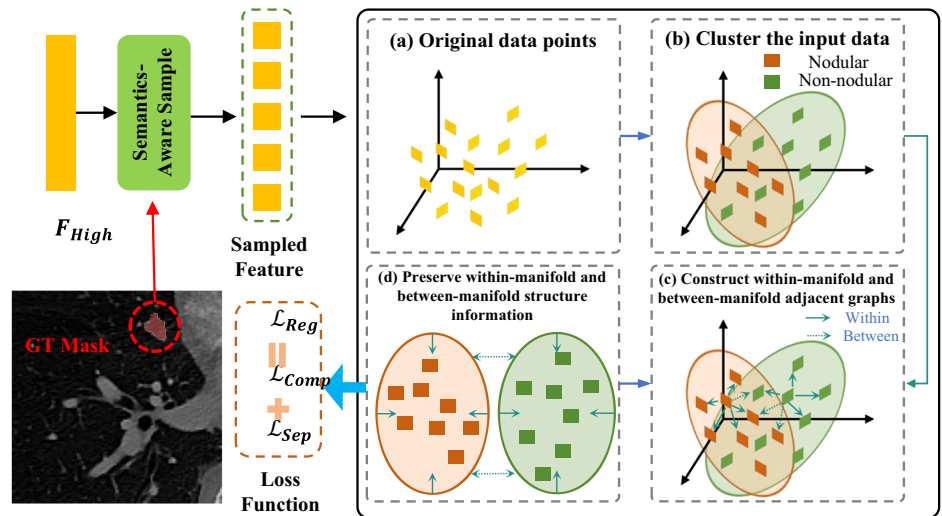 Semantics-
Aware Sample
F_High
Sampled
Feature
GT Mask
ℒ_Reg
=
ℒ_Comp
+
ℒ_Sep
Loss
Function
(a) Original data points
(b) Cluster the input data
Nodular
Non-nodular
(d) Preserve within-manifold and
between-manifold structure
information
(c) Construct within-manifold and
between-manifold adjacent graphs
Within
Between